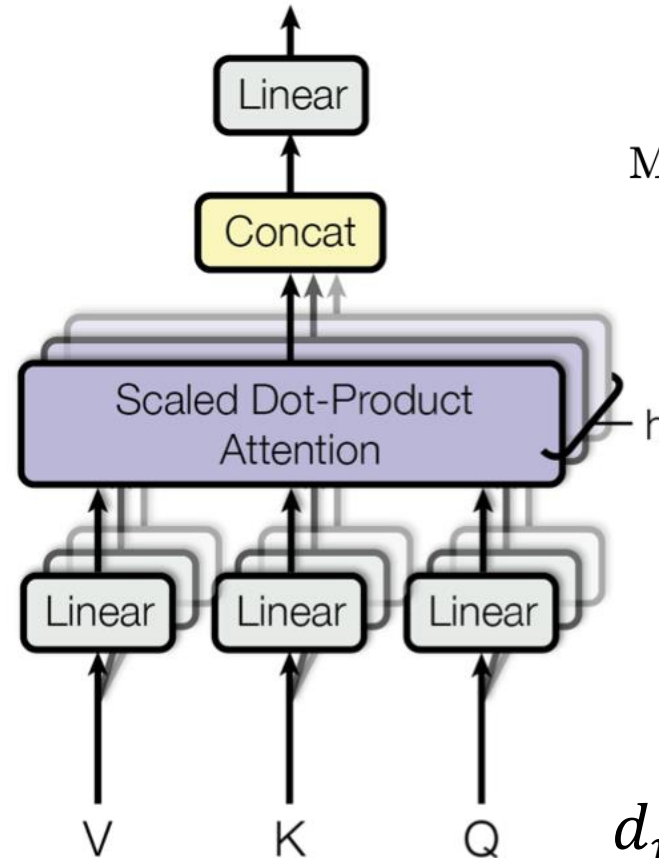 Linear
M
Concat
Scaled Dot-Product
Attention
h
Linear Linear Linear
V K Q